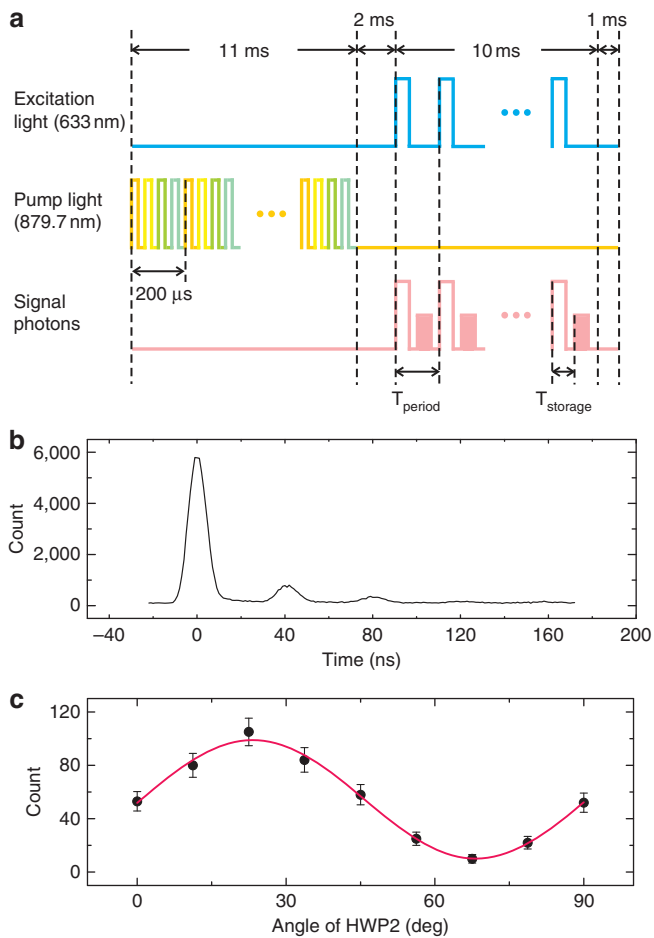 a
2 ms
1 ms
11 ms
10 ms
Excitation
light (633 nm)
Pump light
(879.7 nm)
200 μs
Signal
photons
Tperiod
Tstorage
b
6,000
4,000
2,000
0
Count
−40
0
40
80
120
160
200
Time (ns)
c
120
80
40
0
Count
0
30
60
90
Angle of HWP2 (deg)